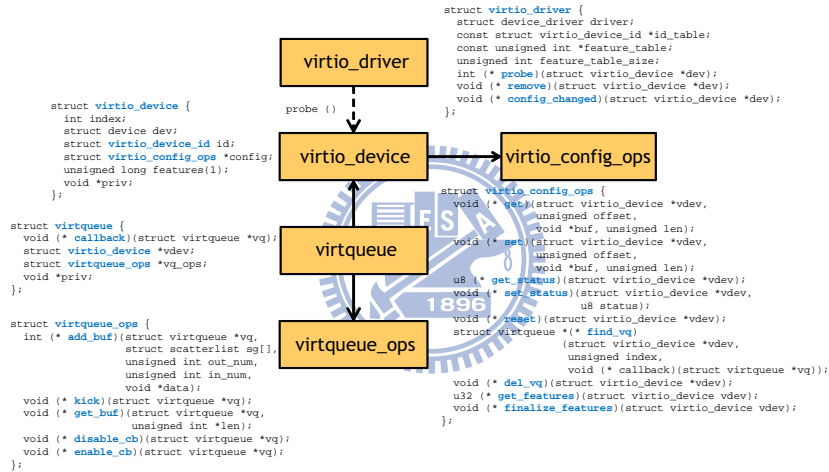 struct virtio_driver {
struct device_driver driver;
const struct virtio_device_id *id_table;
const unsigned int *feature_table;
unsigned int feature_table_size;
int (* probe)(struct virtio_device *dev);
void (* remove)(struct virtio_device *dev);
void (* config_changed)(struct virtio_device *dev);
};
virtio_driver
probe ()
struct virtio_device {
int index;
struct device dev;
struct virtio_device_id id;
struct virtio_config_ops *config;
unsigned long features(1);
void *priv;
};
virtio_device
virtio_config_ops
struct virtqueue {
void (* callback)(struct virtqueue *vq);
struct virtio_device *vdev;
struct virtqueue_ops *vq_ops;
void *priv;
};
virtqueue
struct virtio_config_ops {
void (* get)(struct virtio_device *vdev,
unsigned offset,
void *buf, unsigned len);
void (* set)(struct virtio_device *vdev,
unsigned offset,
void *buf, unsigned len);
u8 (* get_status)(struct virtio_device *vdev);
void (* set_status)(struct virtio_device *vdev,
u8 status);
void (* reset)(struct virtio_device *vdev);
struct virtqueue *(* find_vq)
(struct virtio_device *vdev,
unsigned index,
void (* callback)(struct virtqueue *vq));
void (* del_vq)(struct virtio_device *vdev);
u32 (* get_features)(struct virtio_device vdev);
void (* finalize_features)(struct virtio_device vdev);
};
struct virtqueue_ops {
int (* add_buf)(struct virtqueue *vq,
struct scatterlist sg[],
unsigned int out_num,
unsigned int in_num,
void *data);
void (* kick)(struct virtqueue *vq);
void (* get_buf)(struct virtqueue *vq,
unsigned int *len);
void (* disable_cb)(struct virtqueue *vq);
void (* enable_cb)(struct virtqueue *vq);
};
virtqueue_ops
ES A
1896